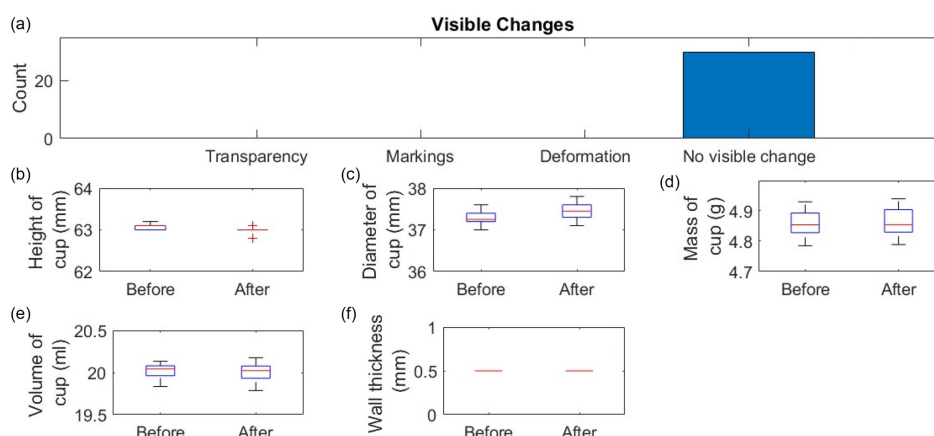 (a)
Visible Changes
Count
20
0
Transparency Markings Deformation No visible change
(b)
Height of
cup (mm)
64
63
62
Before After
(c)
Diameter of
cup (mm)
38
37
36
Before After
(d)
Mass of
cup (g)
4.9
4.8
4.7
Before After
(e)
Volume of
cup (ml)
20.5
20
19.5
Before After
(f)
Wall thickness
(mm)
1
0.5
0
Before After